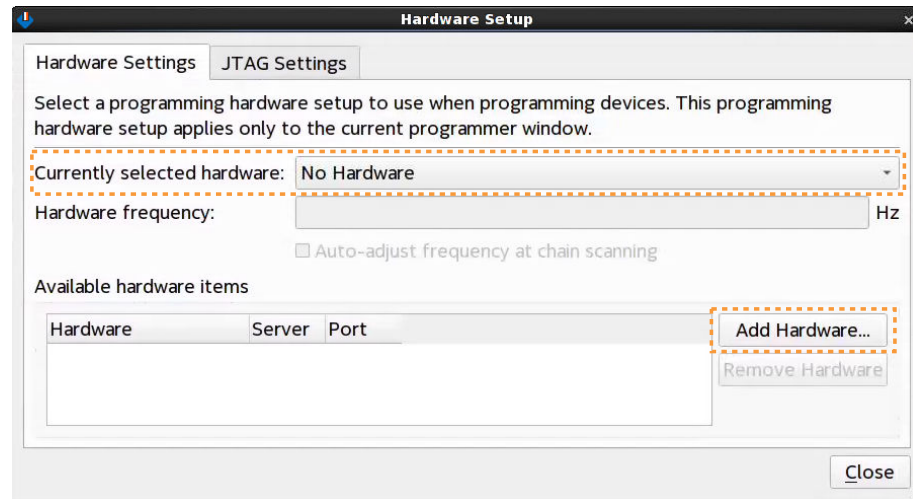 Hardware Setup
Hardware Settings JTAG Settings
Select a programming hardware setup to use when programming devices. This programming
hardware setup applies only to the current programmer window.
Currently selected hardware: No Hardware
Hardware frequency: Hz
Auto-adjust frequency at chain scanning
Available hardware items
Hardware Server Port
Add Hardware...
Remove Hardware
Close